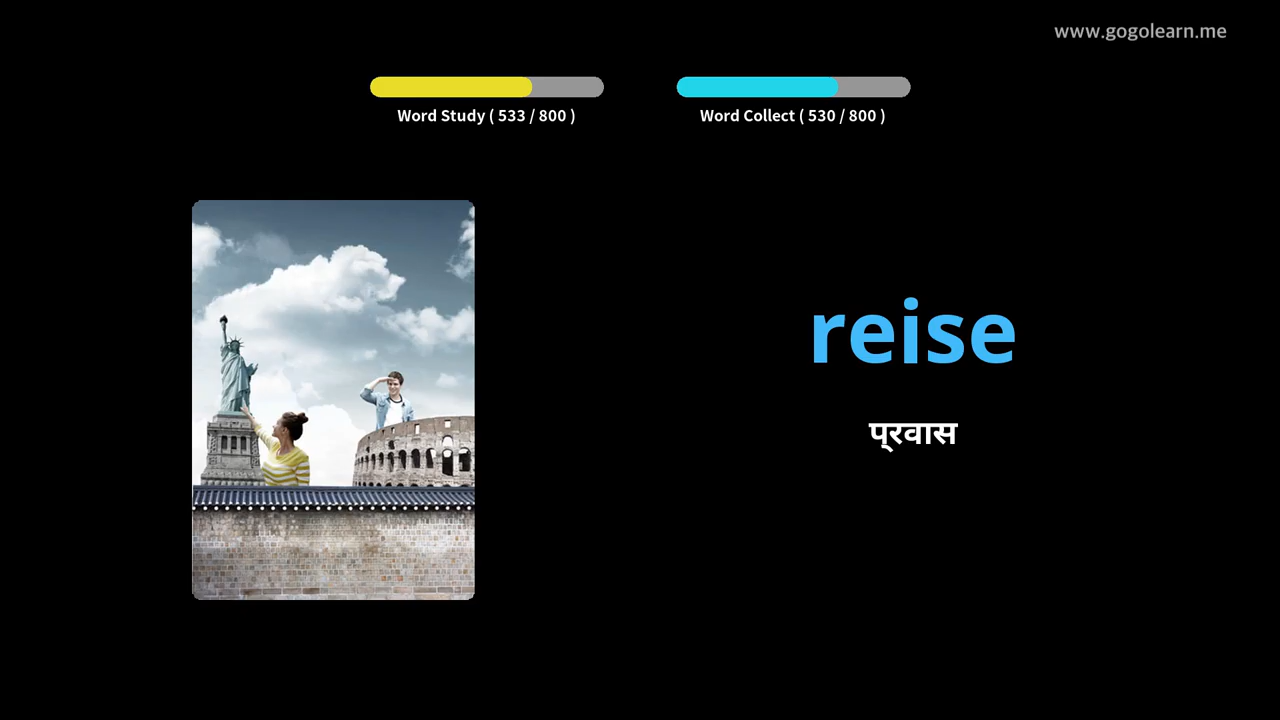 www.gogolearn.me
Word Study ( 533 / 800 )
Word Collect ( 530 / 800 )
reise
प्रवास